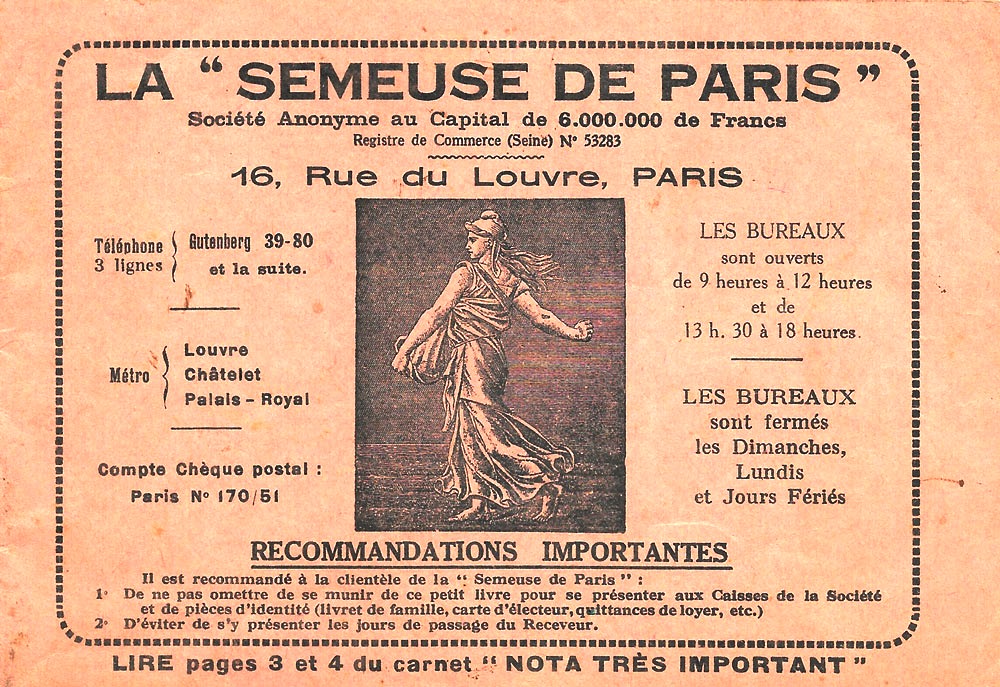 LA “ SEMEUSE DE PARIS ”
Société Anonyme au Capital de 6.000.000 de Francs
Registre de Commerce (Seine) N° 53283
16, Rue du Louvre, PARIS
Téléphone
3 lignes
Gutenberg 39-80
et la suite.
Métro
Louvre
Châtelet
Palais - Royal
Compte Chèque postal :
Paris N° 170/51
LES BUREAUX
sont ouverts
de 9 heures à 12 heures
et de
13 h. 30 à 18 heures.
LES BUREAUX
sont fermés
les Dimanches,
Lundis
et Jours Fériés
RECOMMANDATIONS IMPORTANTES
Il est recommandé à la clientèle de la “ Semeuse de Paris ” :
1° De ne pas omettre de se munir de ce petit livre pour se présenter aux Caisses de la Société
et de pièces d'identité (livret de famille, carte d'électeur, quittances de loyer, etc.)
2° D'éviter de s'y présenter les jours de passage du Receveur.
LIRE pages 3 et 4 du carnet “ NOTA TRÈS IMPORTANT ”